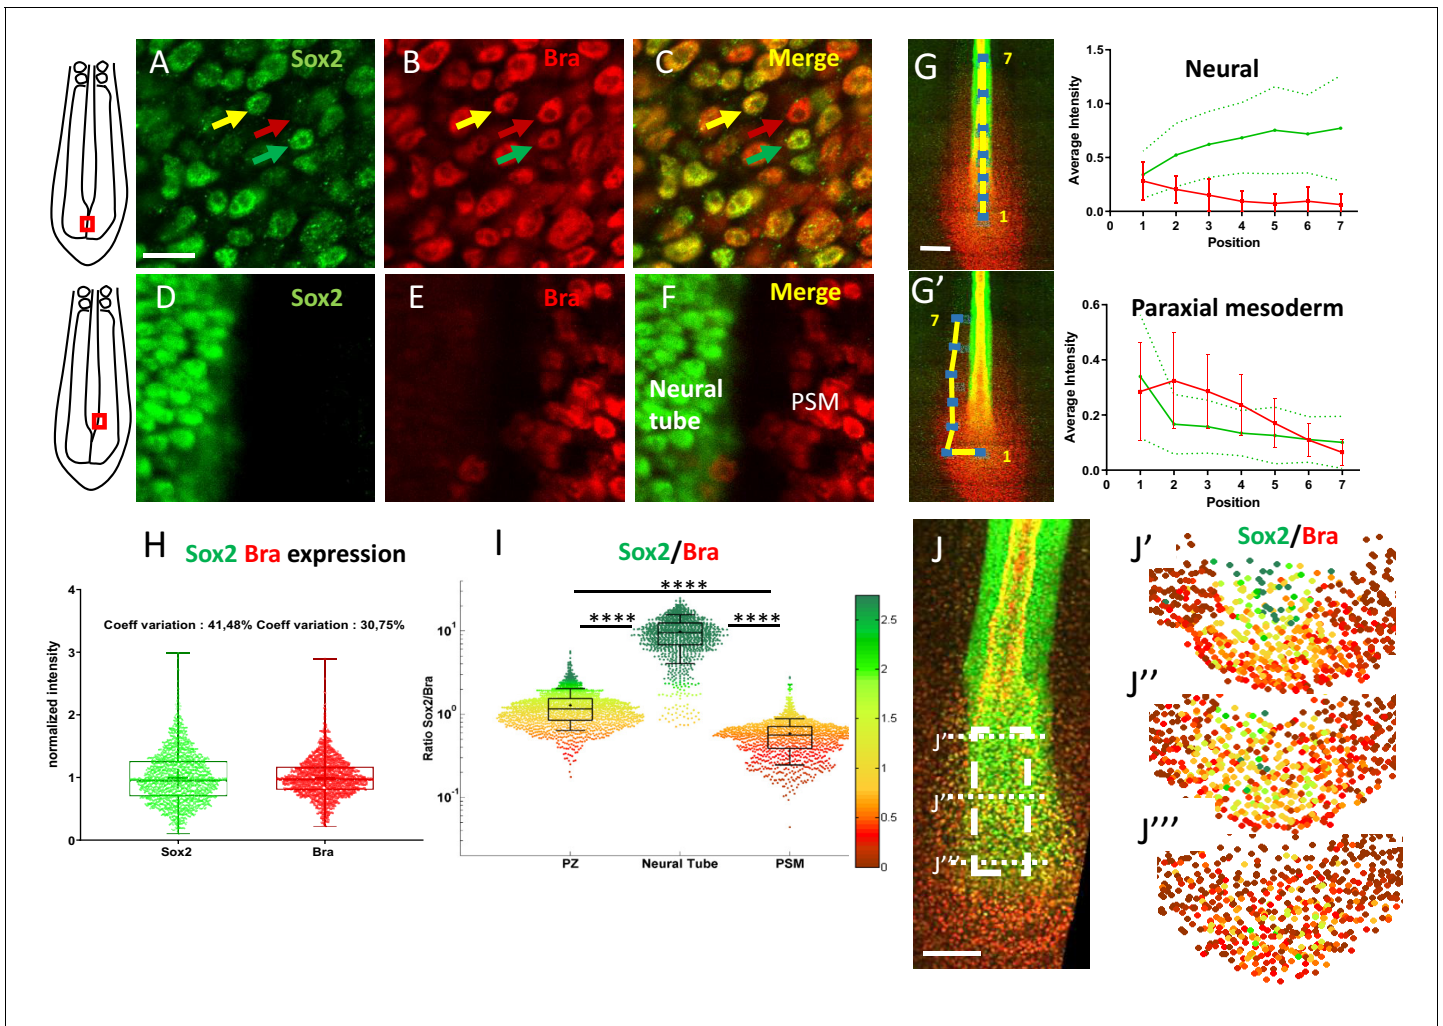 A
Sox2
B
Bra
C
Merge
D
Sox2
E
Bra
F
Merge
Neural
tube
PSM
G
7
1
Neural
Average Intensity
1.5
1.0
0.5
0.0
0 1 2 3 4 5 6 7
Position
G'
7
1
Paraxial mesoderm
Average Intensity
0.6
0.4
0.2
0.0
0 1 2 3 4 5 6 7
Position
H
Sox2 Bra expression
Coeff variation : 41,48% Coeff variation : 30,75%
normalized intensity
4
3
2
1
0
Sox2 Bra
I
Sox2/Bra
****
**** ****
Ratio Sox2/Bra
10¹
10⁰
10⁻¹
PZ Neural Tube PSM
2.5
2
1.5
1
0.5
0
J
J'
J''
J'''
Sox2/Bra
J'
J''
J'''